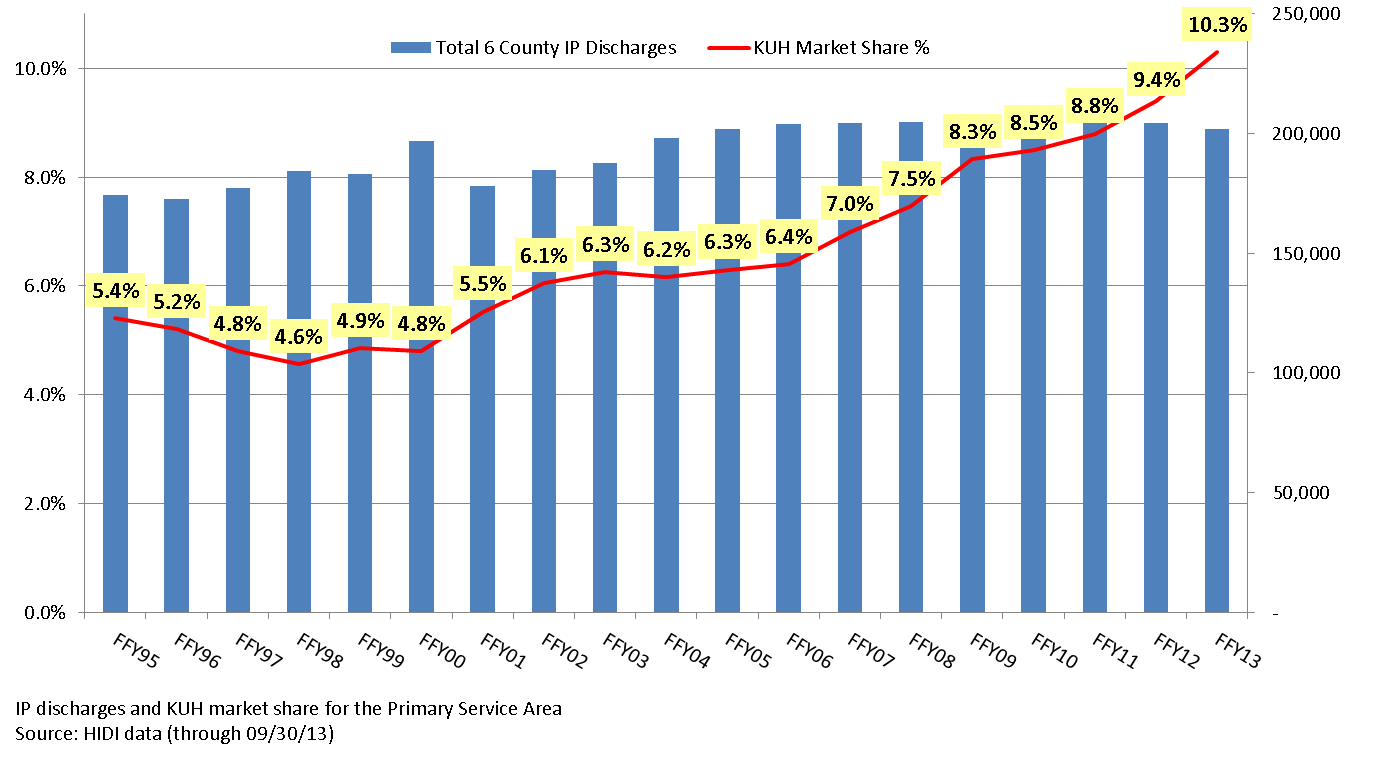 Total 6 County IP Discharges
KUH Market Share %
10.0%
8.0%
6.0%
4.0%
2.0%
0.0%
5.4%
5.2%
4.8%
4.6%
4.9%
4.8%
5.5%
6.1%
6.3%
6.2%
6.3%
6.4%
7.0%
7.5%
8.3%
8.5%
8.8%
9.4%
10.3%
250,000
200,000
150,000
100,000
50,000
-
FFY95
FFY96
FFY97
FFY98
FFY99
FFY00
FFY01
FFY02
FFY03
FFY04
FFY05
FFY06
FFY07
FFY08
FFY09
FFY10
FFY11
FFY12
FFY13
IP discharges and KUH market share for the Primary Service Area
Source: HIDI data (through 09/30/13)